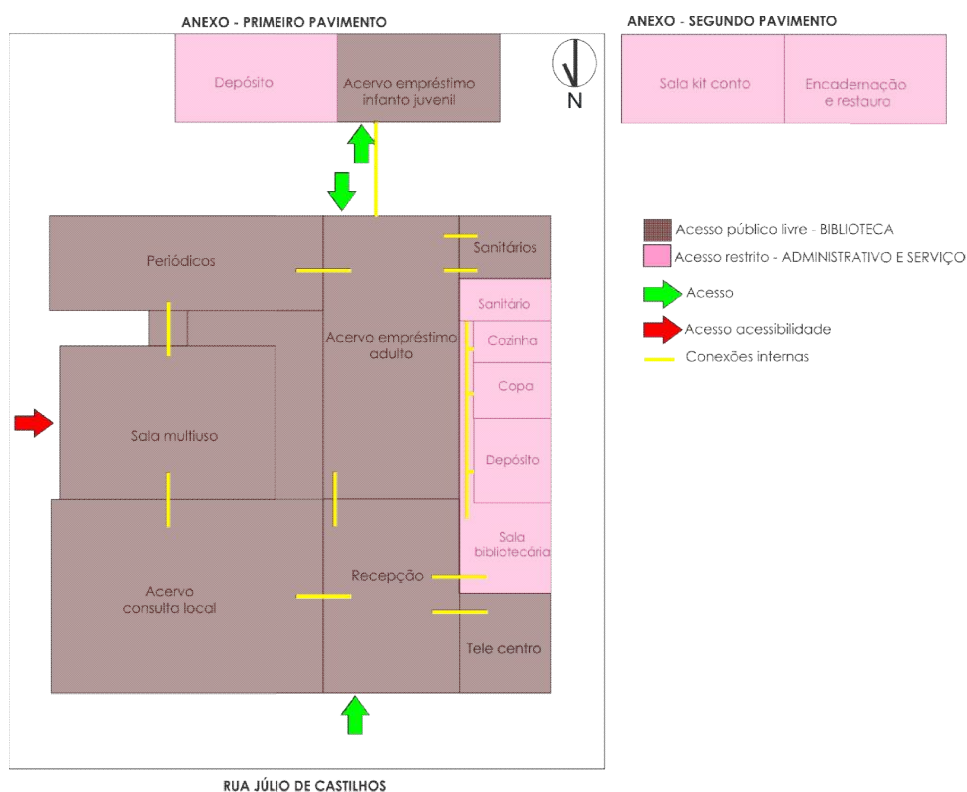 ANEXO - PRIMEIRO PAVIMENTO
ANEXO - SEGUNDO PAVIMENTO
Depósito
Acervo empréstimo
infanto juvenil
N
Sala kit conto
Encadernação
e restauro
Periódicos
Sanitários
Acesso público livre - BIBLIOTECA
Acesso restrito - ADMINISTRATIVO E SERVIÇO
Acesso
Acesso acessibilidade
Conexões internas
Sanitário
Acervo empréstimo
adulto
Cozinha
Copa
Sala multiuso
Depósito
Sala
bibliotecária
Recepção
Acervo
consulta local
Tele centro
RUA JÚLIO DE CASTILHOS